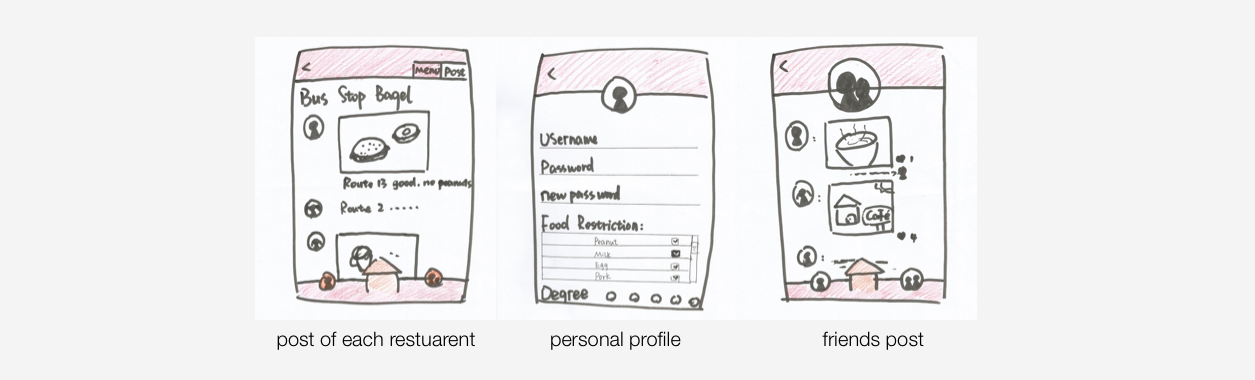 <
Menu Post
Bus Stop Bagel
Route 13 good. no peanuts
Route 2 .....
<
Username
Password
new password
Food Restriction:
Peanut
Milk
Egg
Pork
Degree
<
Café
post of each restuarent
personal profile
friends post